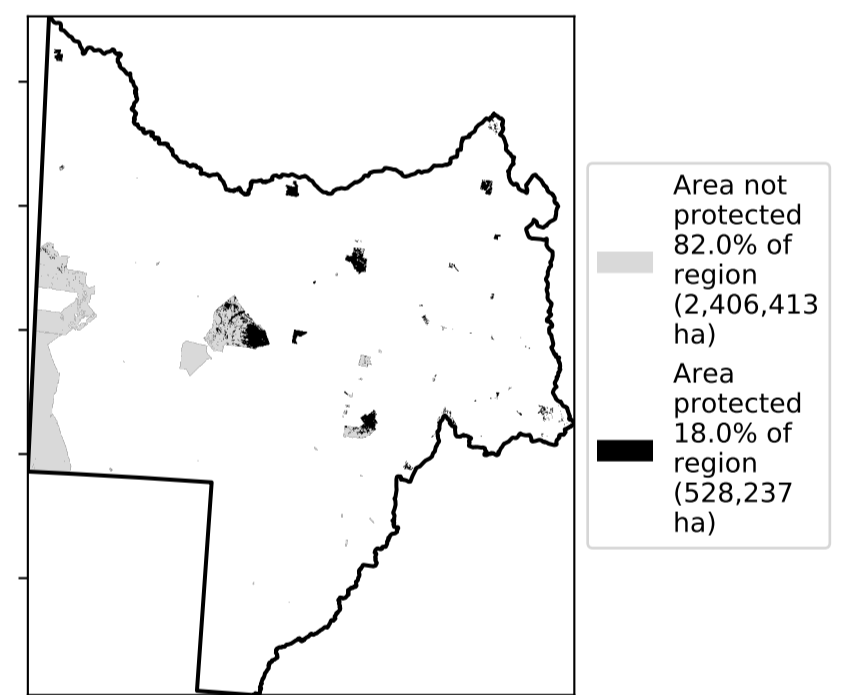 Area not
protected
82.0% of
region
(2,406,413
ha)
Area
protected
18.0% of
region
(528,237
ha)